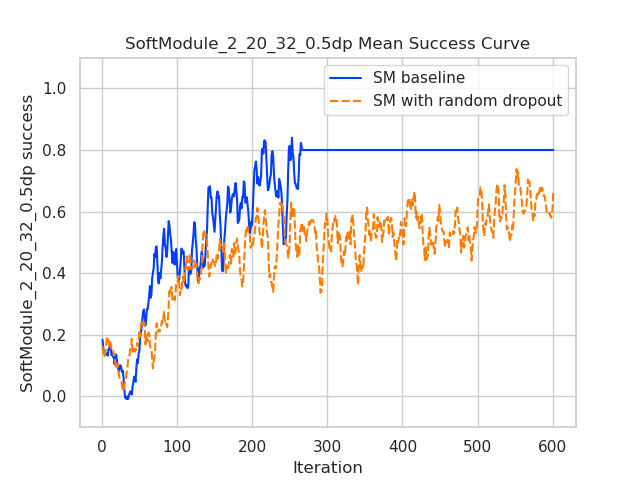 SoftModule_2_20_32_0.5dp Mean Success Curve
SM baseline
SM with random dropout
SoftModule_2_20_32_0.5dp success
1.0
0.8
0.6
0.4
0.2
0.0
0 100 200 300 400 500 600
Iteration